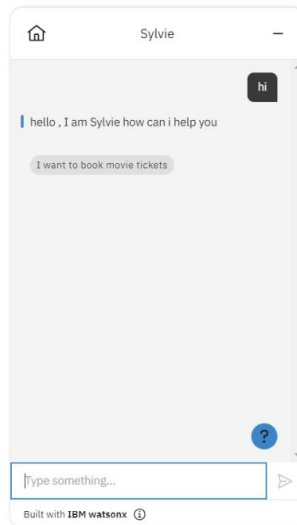 Sylvie
hi
hello , I am Sylvie how can i help you
I want to book movie tickets
?
Type something...
Built with IBM watsonx